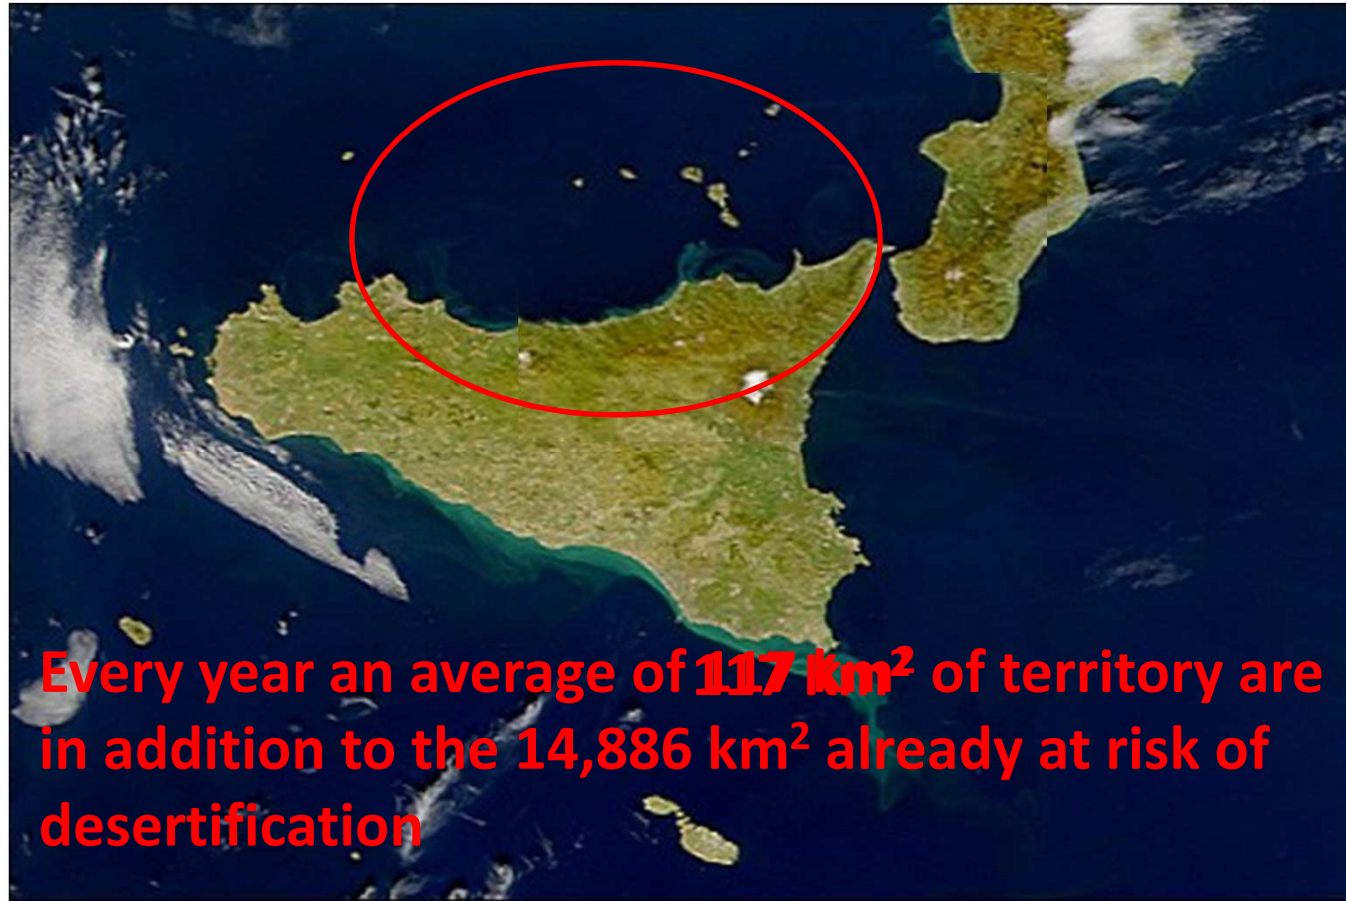 Every year an average of 117 km² of territory are
in addition to the 14,886 km² already at risk of
desertification